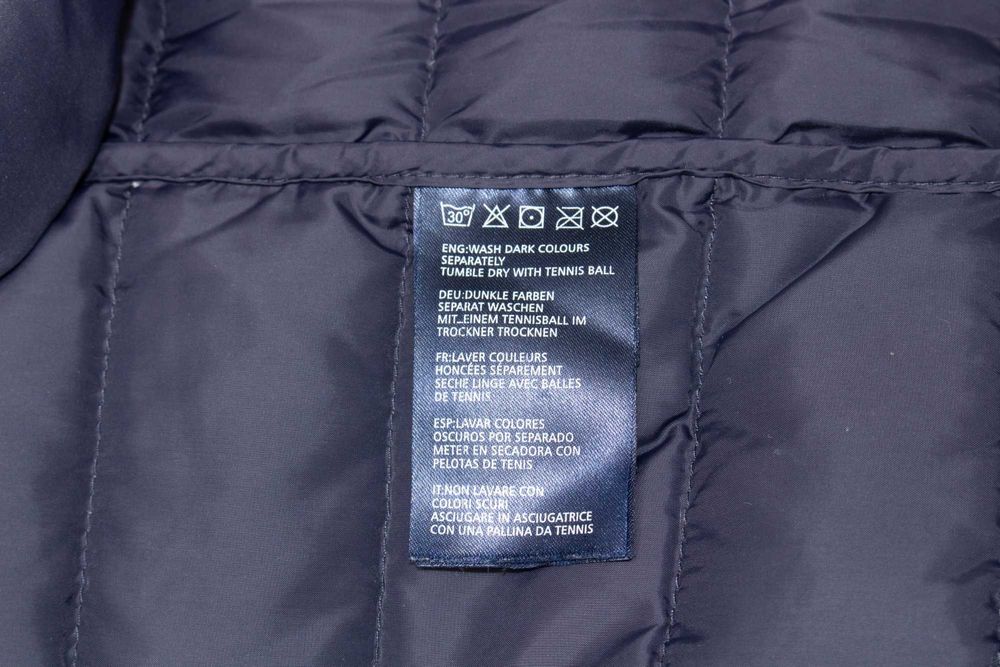 30°
ENG:WASH DARK COLOURS
SEPARATELY
TUMBLE DRY WITH TENNIS BALL
DEU:DUNKLE FARBEN
SEPARAT WASCHEN
MIT_EINEM TENNISBALL IM
TROCKNER TROCKNEN
FR:LAVER COULEURS
HONCÉES SÉPAREMENT
SECHE LINGE AVEC BALLES
DE TENNIS
ESP:LAVAR COLORES
OSCUROS POR SEPARADO
METER EN SECADORA CON
PELOTAS DE TENIS
IT:NON LAVARE CON
COLORI SCURI
ASCIUGARE IN ASCIUGATRICE
CON UNA PALLINA DA TENNIS